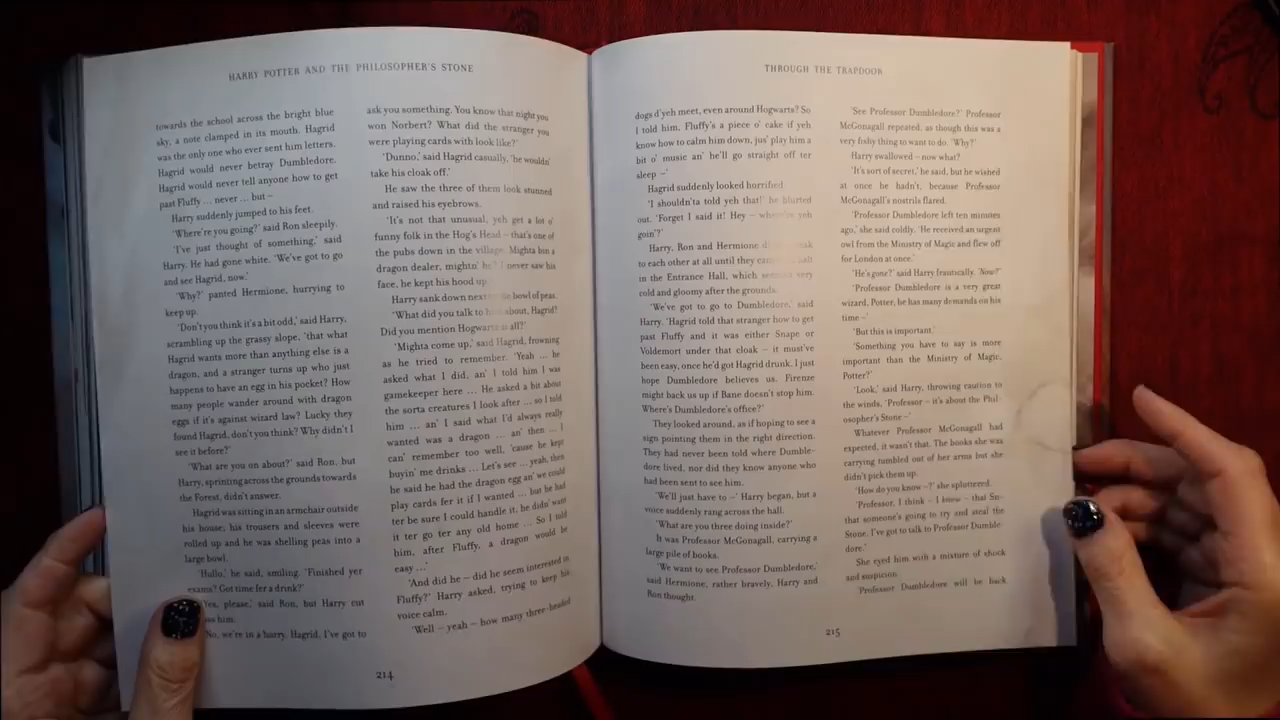 HARRY POTTER AND THE PHILOSOPHER'S STONE
towards the school across the bright blue
sky, a note clamped in its mouth. Hagrid
was the only one who ever sent him letters.
Hagrid would never betray Dumbledore.
Hagrid would never tell anyone how to get
past Fluffy … never … but –
Harry suddenly jumped to his feet.
'Where're you going?' said Ron sleepily.
'I've just thought of something,' said
Harry. He had gone white. 'We've got to go
and see Hagrid, now.'
'Why?' panted Hermione, hurrying to
keep up.
'Don't you think it's a bit odd,' said Harry,
scrambling up the grassy slope, 'that what
Hagrid wants more than anything else is a
dragon, and a stranger turns up who just
happens to have an egg in his pocket? How
many people wander around with dragon
eggs if it's against wizard law? Lucky they
found Hagrid, don't you think? Why didn't I
see it before?'
'What are you on about?' said Ron, but
Harry, sprinting across the grounds towards
the Forest, didn't answer.
Hagrid was sitting in an armchair outside
his house; his trousers and sleeves were
rolled up and he was shelling peas into a
large bowl.
'Hullo,' he said, smiling. 'Finished yer
exams? Got time fer a drink?'
'Yes, please,' said Ron, but Harry cut
him.
'No, we're in a hurry. Hagrid, I've got to
ask you something. You know that night you
won Norbert? What did the stranger you
were playing cards with look like?'
'Dunno,' said Hagrid casually, 'he wouldn'
take his cloak off.'
He saw the three of them look stunned
and raised his eyebrows.
'It's not that unusual, yeh get a lot o'
funny folk in the Hog's Head – that's one of
the pubs down in the village. Mighta bin a
dragon dealer, mightn' he? I never saw his
face, he kept his hood up.'
Harry sank down next bowl of peas.
'What did you talk to about, Hagrid?
Did you mention Hogwarts at all?'
'Mighta come up,' said Hagrid, frowning
as he tried to remember. 'Yeah … he
asked what I did, an' I told him I was
gamekeeper here … He asked a bit about
the sorta creatures I look after … so I told
him … an' I said what I'd always really
wanted was a dragon … an' then … I
can' remember too well, 'cause he kept
buyin' me drinks … Let's see … yeah, then
he said he had the dragon egg an' we could
play cards fer it if I wanted … but he had
ter be sure I could handle it, he didn' want
it ter go ter any old home … So I told
him, after Fluffy, a dragon would be
easy …'
'And did he – did he seem interested in
Fluffy?' Harry asked, trying to keep his
voice calm.
'Well – yeah – how many three-headed
214
THROUGH THE TRAPDOOR
dogs d'yeh meet, even around Hogwarts? So
I told him, Fluffy's a piece o' cake if yeh
know how to calm him down, jus' play him a
bit o' music an' he'll go straight off ter
sleep –'
Hagrid suddenly looked horrified.
'I shouldn'ta told yeh that!' he blurted
out. 'Forget I said it! Hey – where're yeh
goin'?'
Harry, Ron and Hermione
to each other at all until they
in the Entrance Hall, which seemed very
cold and gloomy after the grounds.
'We've got to go to Dumbledore,' said
Harry. 'Hagrid told that stranger how to get
past Fluffy and it was either Snape or
Voldemort under that cloak – it must've
been easy, once he'd got Hagrid drunk. I just
hope Dumbledore believes us. Firenze
might back us up if Bane doesn't stop him.
Where's Dumbledore's office?'
They looked around, as if hoping to see a
sign pointing them in the right direction.
They had never been told where Dumble-
dore lived, nor did they know anyone who
had been sent to see him.
'We'll just have to –' Harry began, but a
voice suddenly rang across the hall.
'What are you three doing inside?'
It was Professor McGonagall, carrying a
large pile of books.
'We want to see Professor Dumbledore,'
said Hermione, rather bravely, Harry and
Ron thought.
'See Professor Dumbledore?' Professor
McGonagall repeated, as though this was a
very fishy thing to want to do. 'Why?'
Harry swallowed – now what?
'It's sort of secret,' he said, but he wished
at once he hadn't, because Professor
McGonagall's nostrils flared.
'Professor Dumbledore left ten minutes
ago,' she said coldly. 'He received an urgent
owl from the Ministry of Magic and flew off
for London at once.'
'He's gone?' said Harry frantically. 'Now?'
'Professor Dumbledore is a very great
wizard, Potter, he has many demands on his
time –'
'But this is important.'
'Something you have to say is more
important than the Ministry of Magic,
Potter?'
'Look,' said Harry, throwing caution to
the winds, 'Professor – it's about the Phil-
osopher's Stone –'
Whatever Professor McGonagall had
expected, it wasn't that. The books she was
carrying tumbled out of her arms but she
didn't pick them up.
'How do you know –?' she spluttered.
'Professor, I think – I know – that Sn–
that someone's going to try and steal the
Stone. I've got to talk to Professor Dumble-
dore.'
She eyed him with a mixture of shock
and suspicion.
'Professor Dumbledore will be back
215